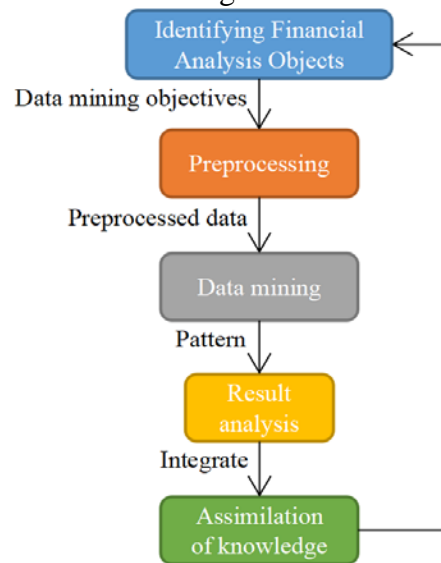 Identifying Financial
Analysis Objects
Data mining objectives
Preprocessing
Preprocessed data
Data mining
Pattern
Result
analysis
Integrate
Assimilation
of knowledge